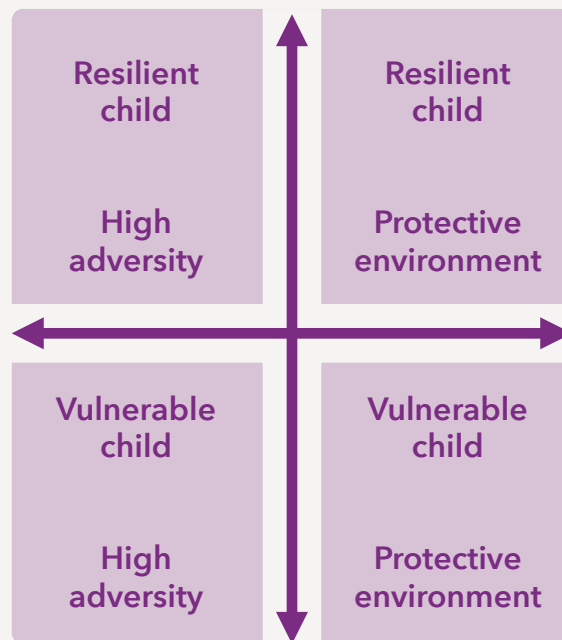 Resilient
child
High
adversity
Resilient
child
Protective
environment
Vulnerable
child
High
adversity
Vulnerable
child
Protective
environment